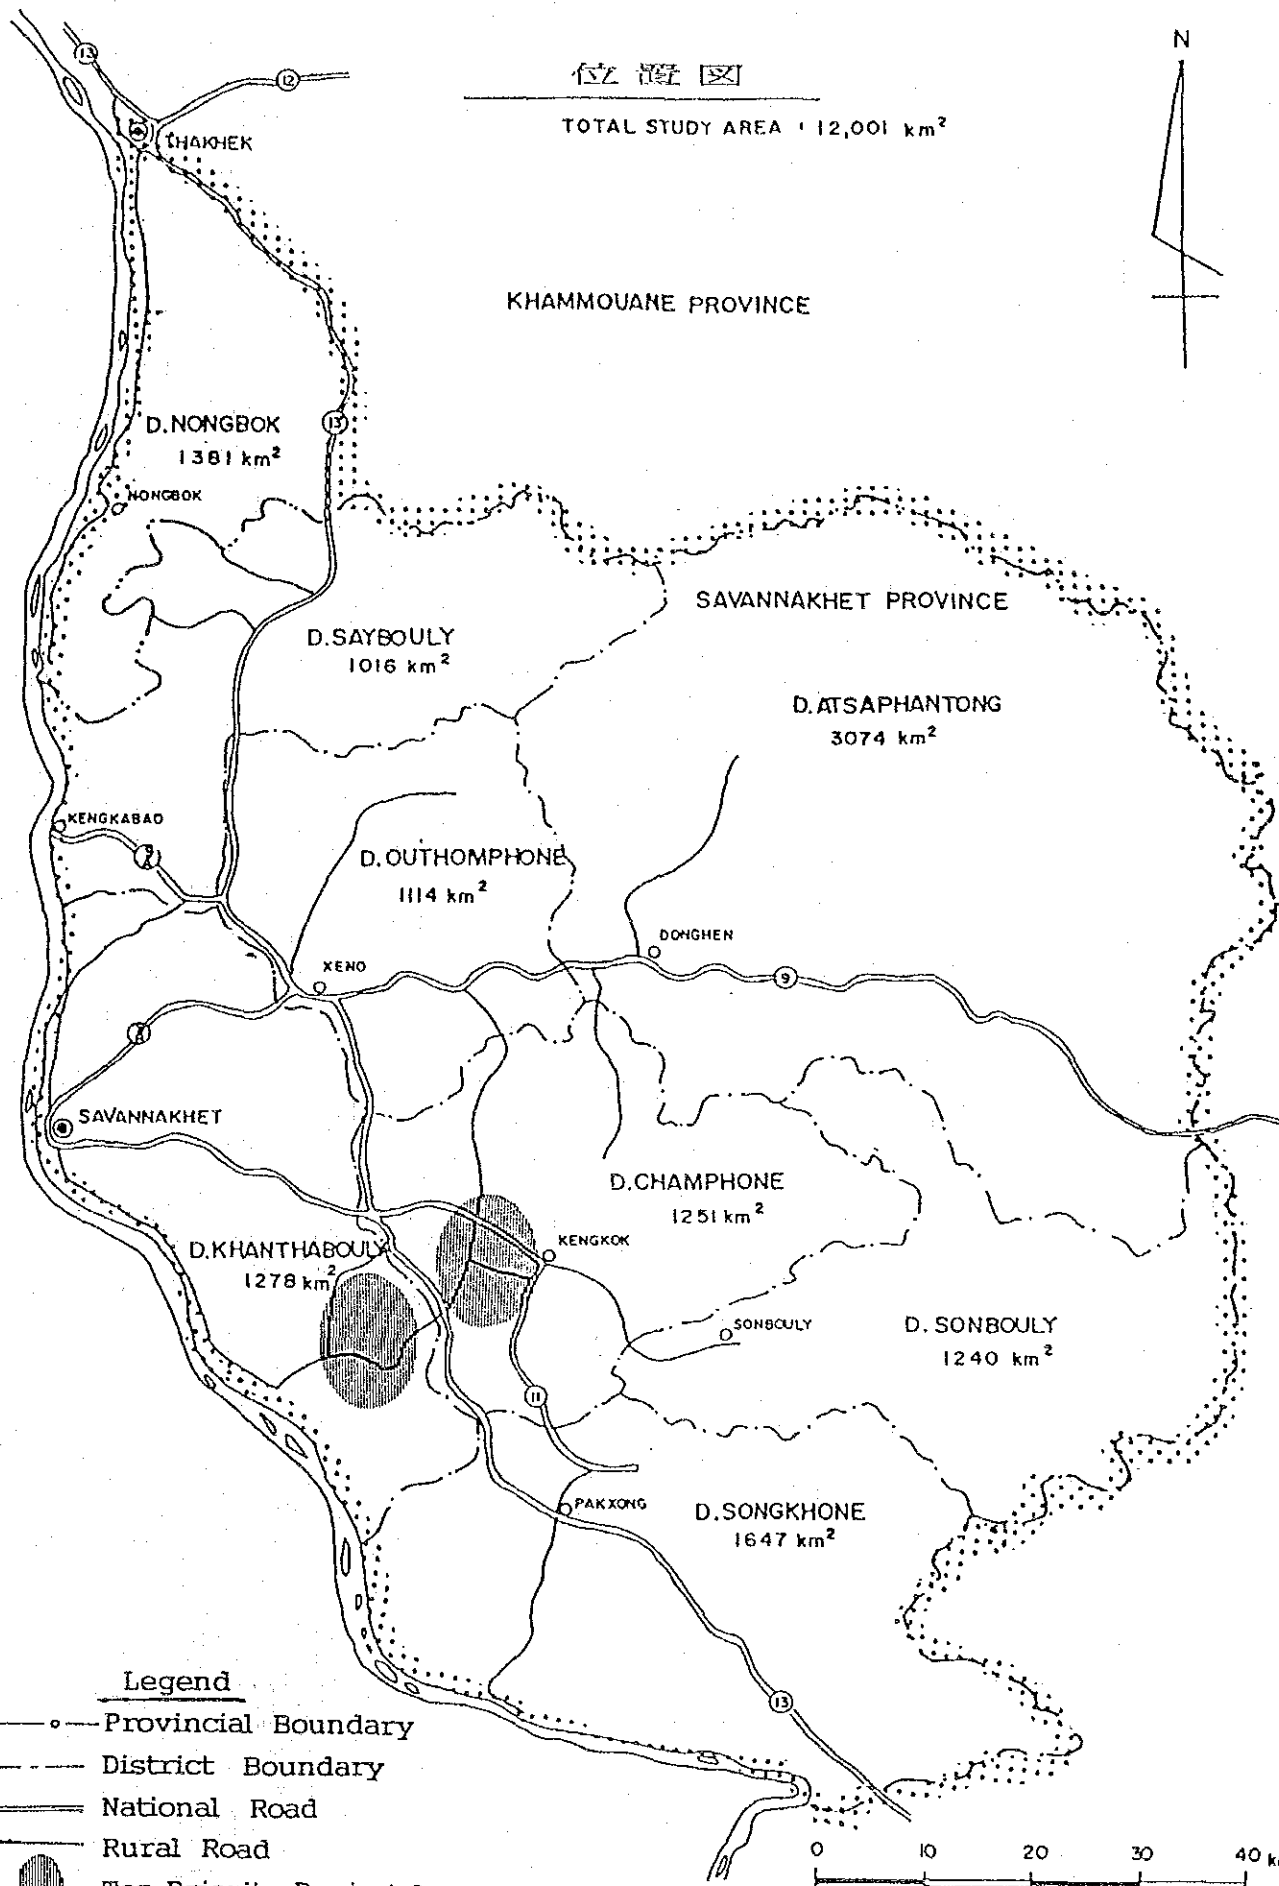 位置図
TOTAL STUDY AREA : 12,001 km²
N
13
12
THAKHEK
KHAMMOUANE PROVINCE
D.NONGBOK
1381 km²
13
NONGBOK
SAVANNAKHET PROVINCE
D.SAYBOULY
1016 km²
D.ATSAPHANTONG
3074 km²
KENGKABAO
D.OUTHOMPHONE
1114 km²
DONGHEN
XENO
9
SAVANNAKHET
D.CHAMPHONE
1251 km²
D.KHANTHABOULY
1278 km²
KENGKOK
SONBOULY
D. SONBOULY
1240 km²
11
PAKXONG
D.SONGKHONE
1647 km²
13
Legend
Provincial Boundary
District Boundary
National Road
Rural Road
0 10 20 30 40